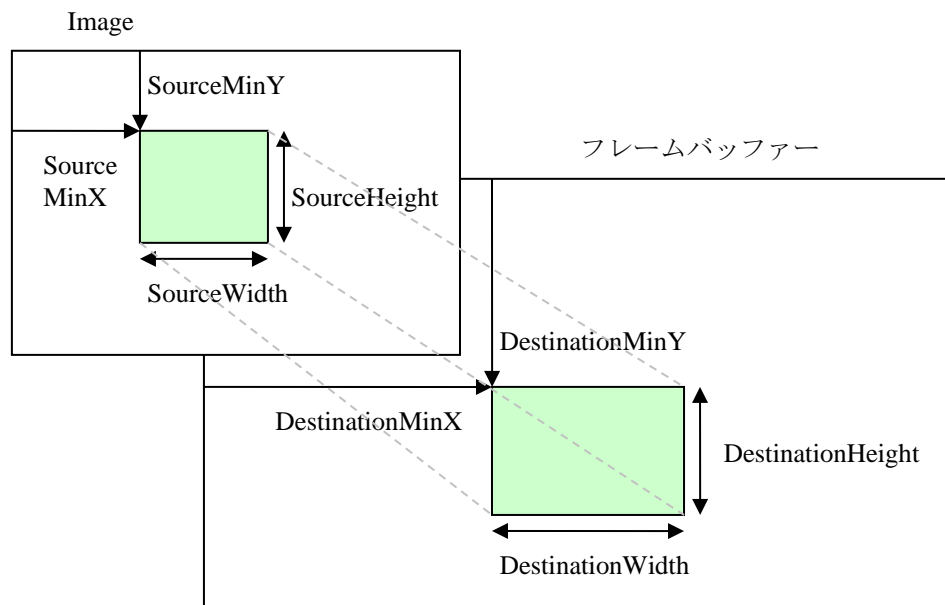 Image
SourceMinY
Source
MinX
SourceHeight
SourceWidth
フレームバッファー
DestinationMinY
DestinationMinX
DestinationHeight
DestinationWidth